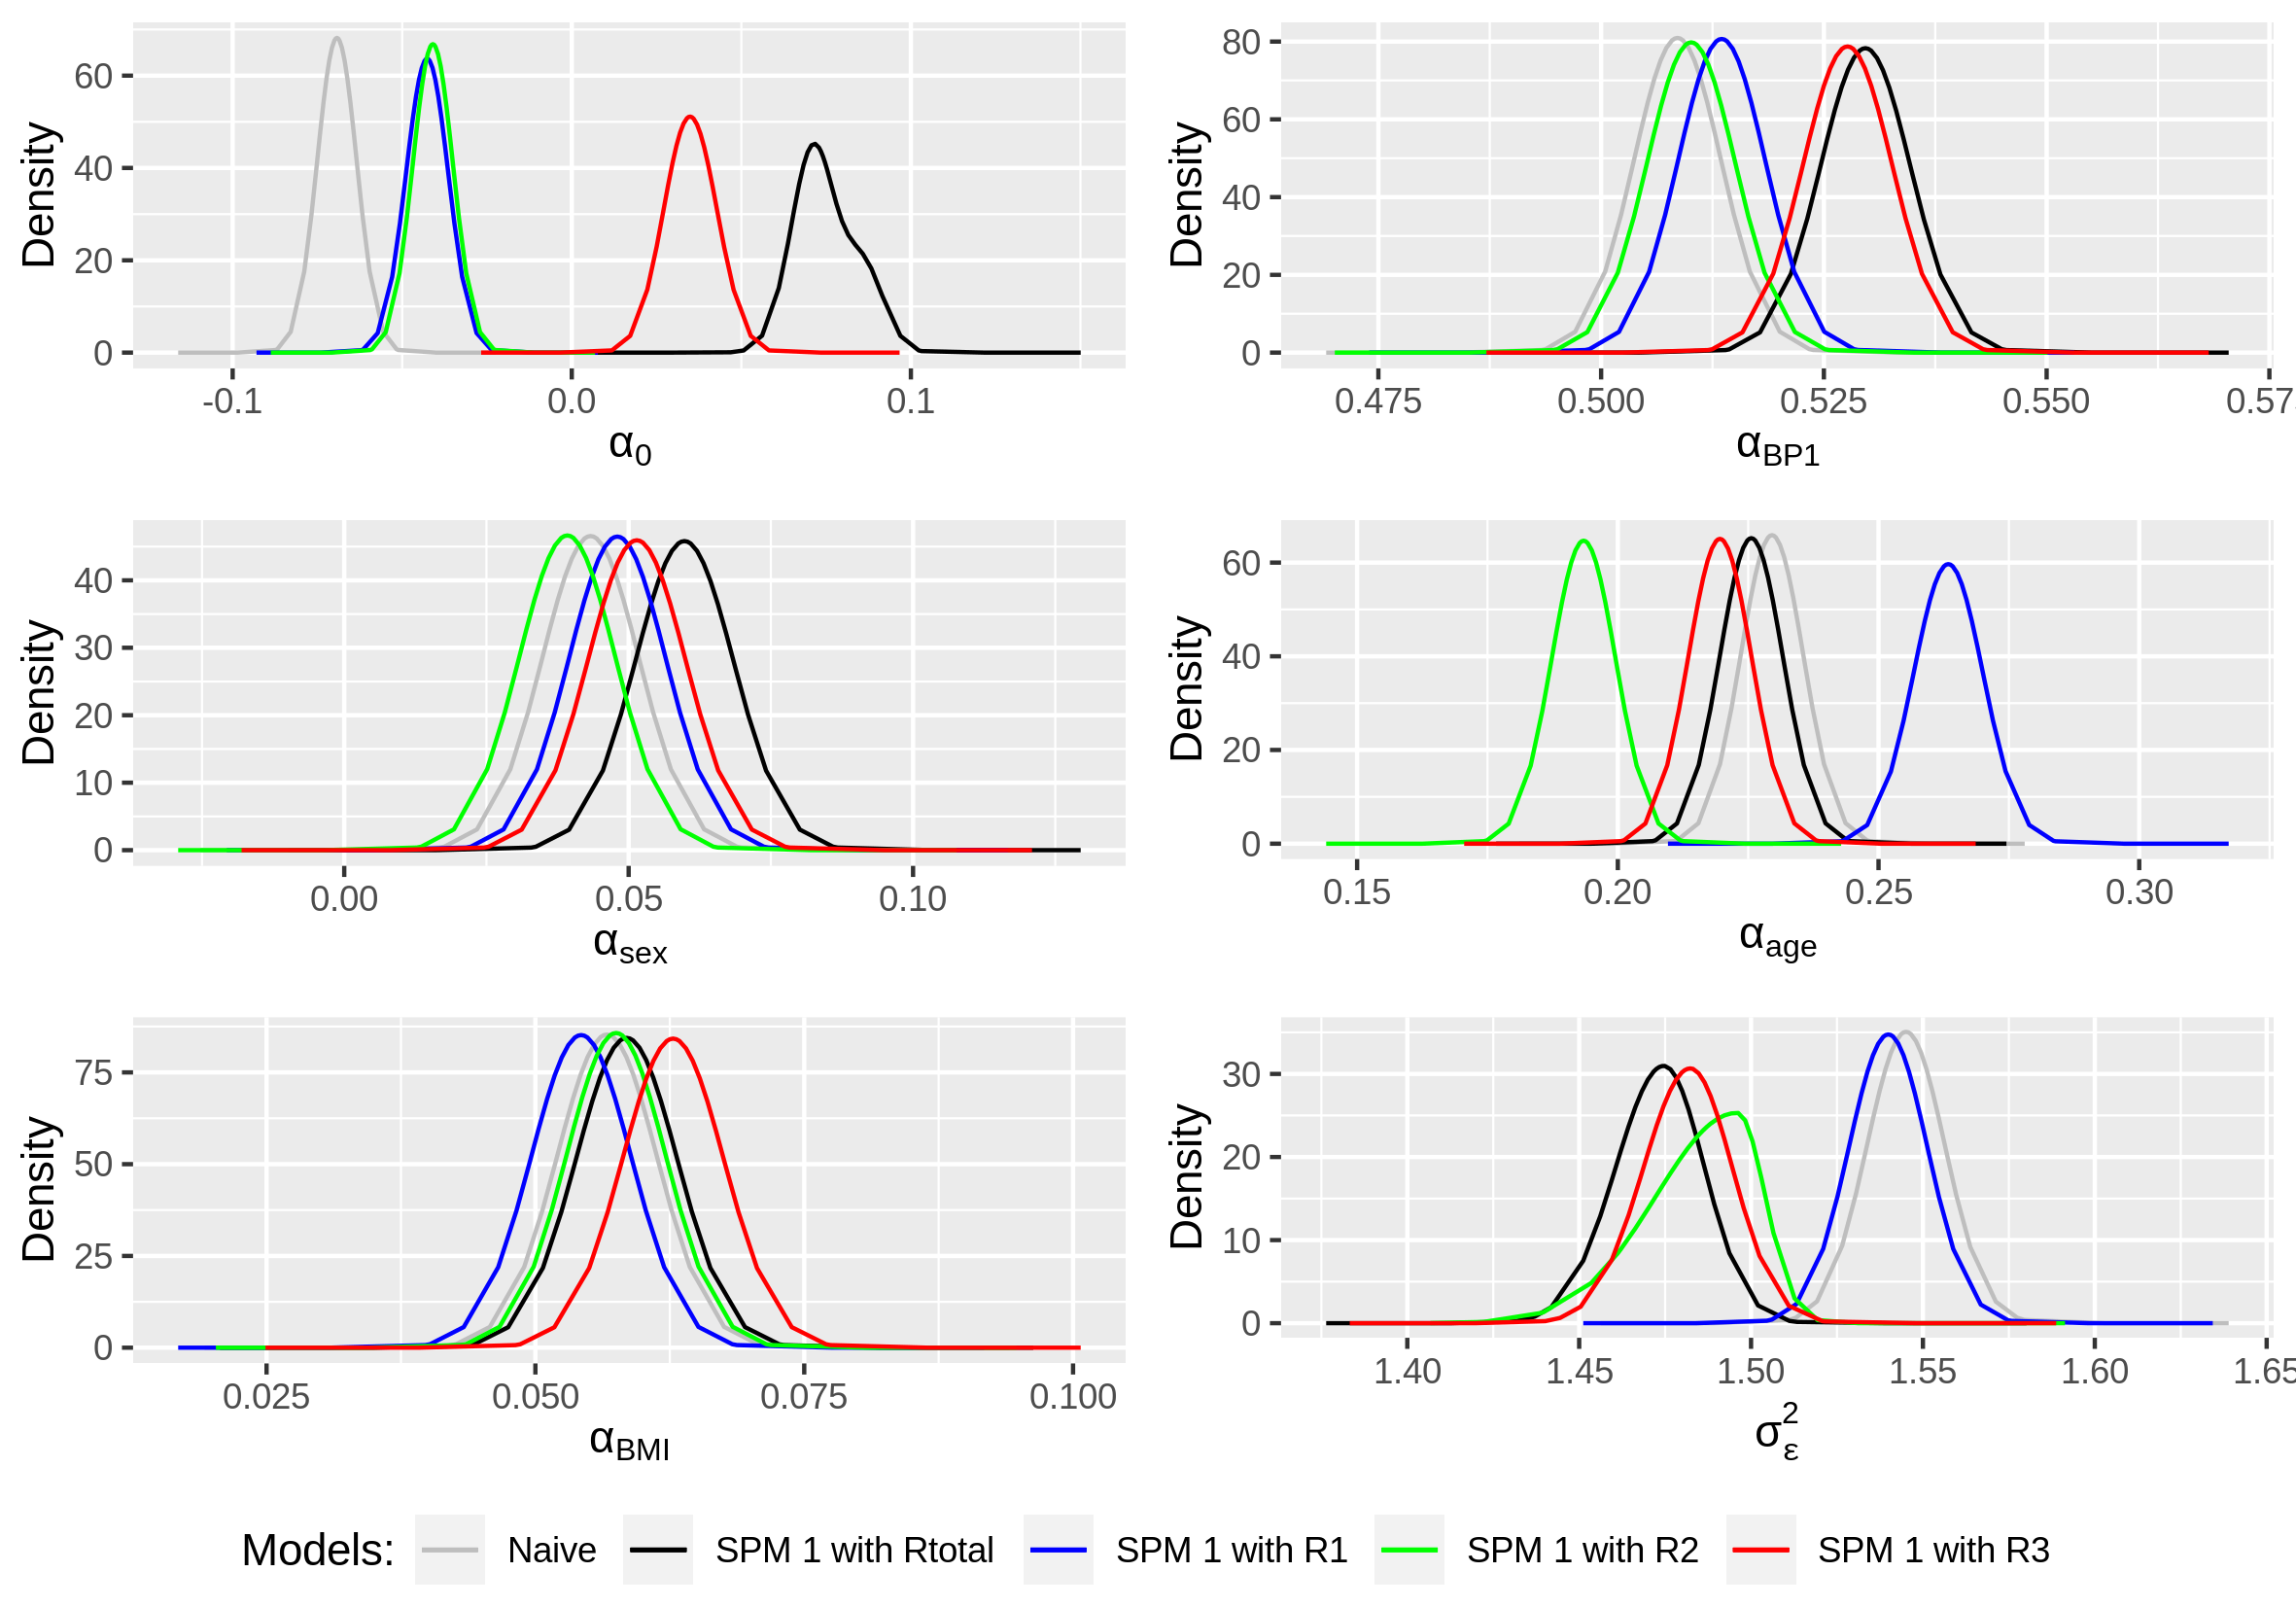 Density
60
40
20
0
-0.1 0.0 0.1
α0
Density
80
60
40
20
0
0.475 0.500 0.525 0.550 0.57
αBP1
Density
40
30
20
10
0
0.00 0.05 0.10
αsex
Density
60
40
20
0
0.15 0.20 0.25 0.30
αage
Density
75
50
25
0
0.025 0.050 0.075 0.100
αBMI
Density
30
20
10
0
1.40 1.45 1.50 1.55 1.60 1.65
σ²ε
Models: Naive SPM 1 with Rtotal SPM 1 with R1 SPM 1 with R2 SPM 1 with R3